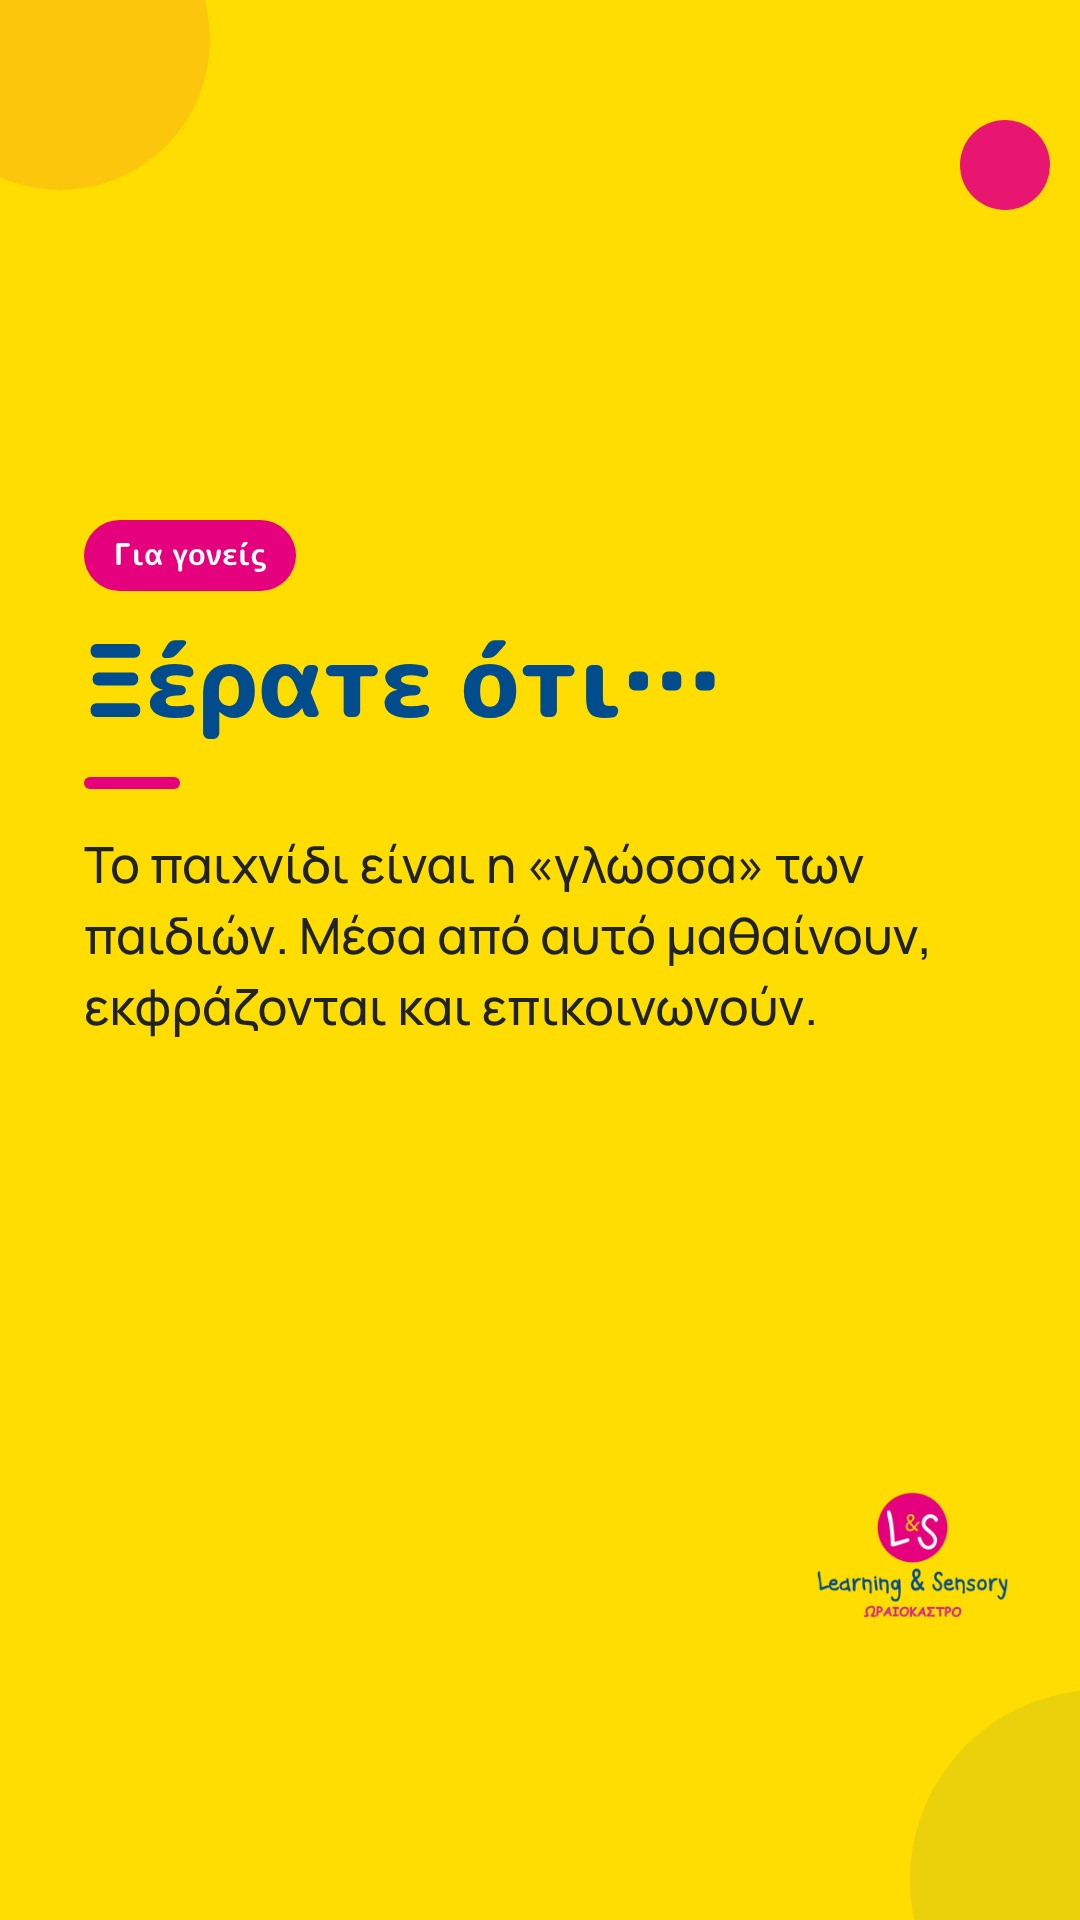 Για γονείς
Ξέρατε ότι...
Το παιχνίδι είναι η «γλώσσα» των
παιδιών. Μέσα από αυτό μαθαίνουν,
εκφράζονται και επικοινωνούν.
L&S
Learning & Sensory
ΩΡΑΙΟΚΑΣΤΡΟ